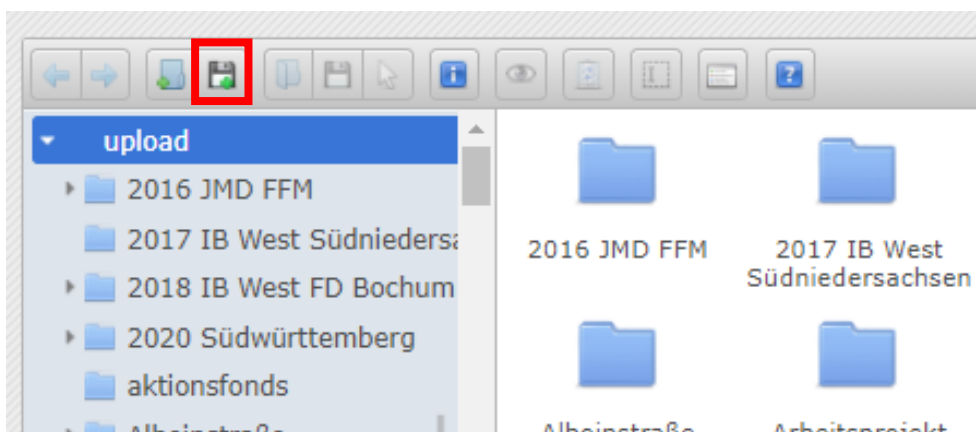 upload
2016 JMD FFM
2017 IB West Südniedersa
2018 IB West FD Bochum
2020 Südwürttemberg
aktionsfonds
2016 JMD FFM
2017 IB West
Südniedersachsen